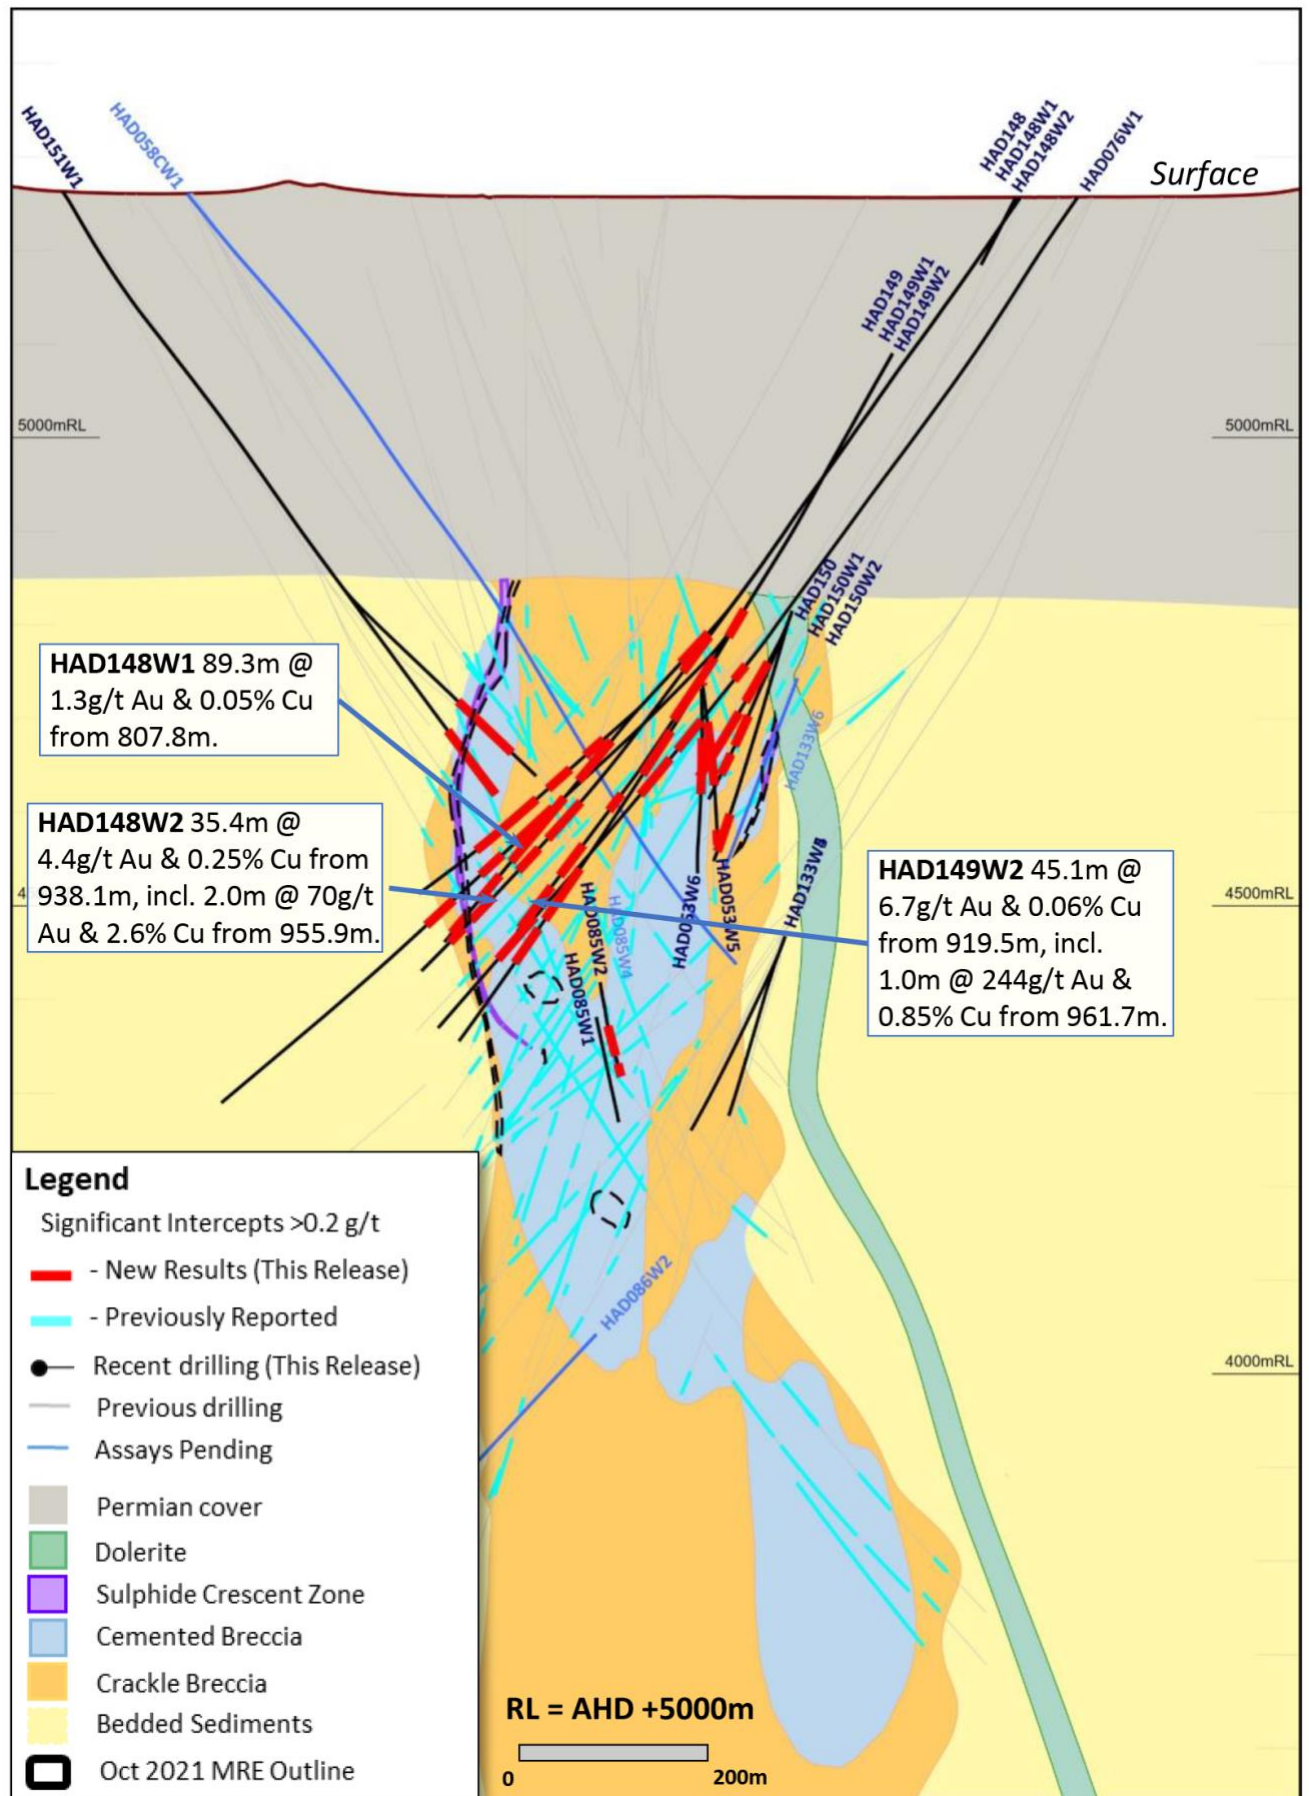 HAD151W1
HAD058CW1
HAD148
HAD148W1
HAD148W2
HAD076W1
Surface
HAD149
HAD149W1
HAD149W2
5000mRL
5000mRL
HAD150
HAD150W1
HAD150W2
HAD148W1 89.3m @
1.3g/t Au & 0.05% Cu
from 807.8m.
HAD133W6
HAD148W2 35.4m @
4.4g/t Au & 0.25% Cu from
938.1m, incl. 2.0m @ 70g/t
Au & 2.6% Cu from 955.9m.
HAD149W2 45.1m @
6.7g/t Au & 0.06% Cu
from 919.5m, incl.
1.0m @ 244g/t Au &
0.85% Cu from 961.7m.
4500mRL
HAD085W2
HAD085W4
HAD053W6
HAD053W5
HAD085W1
HAD086W2
4000mRL
Legend
Significant Intercepts >0.2 g/t
- New Results (This Release)
- Previously Reported
Recent drilling (This Release)
Previous drilling
Assays Pending
Permian cover
Dolerite
Sulphide Crescent Zone
Cemented Breccia
Crackle Breccia
Bedded Sediments
Oct 2021 MRE Outline
RL = AHD +5000m
0
200m